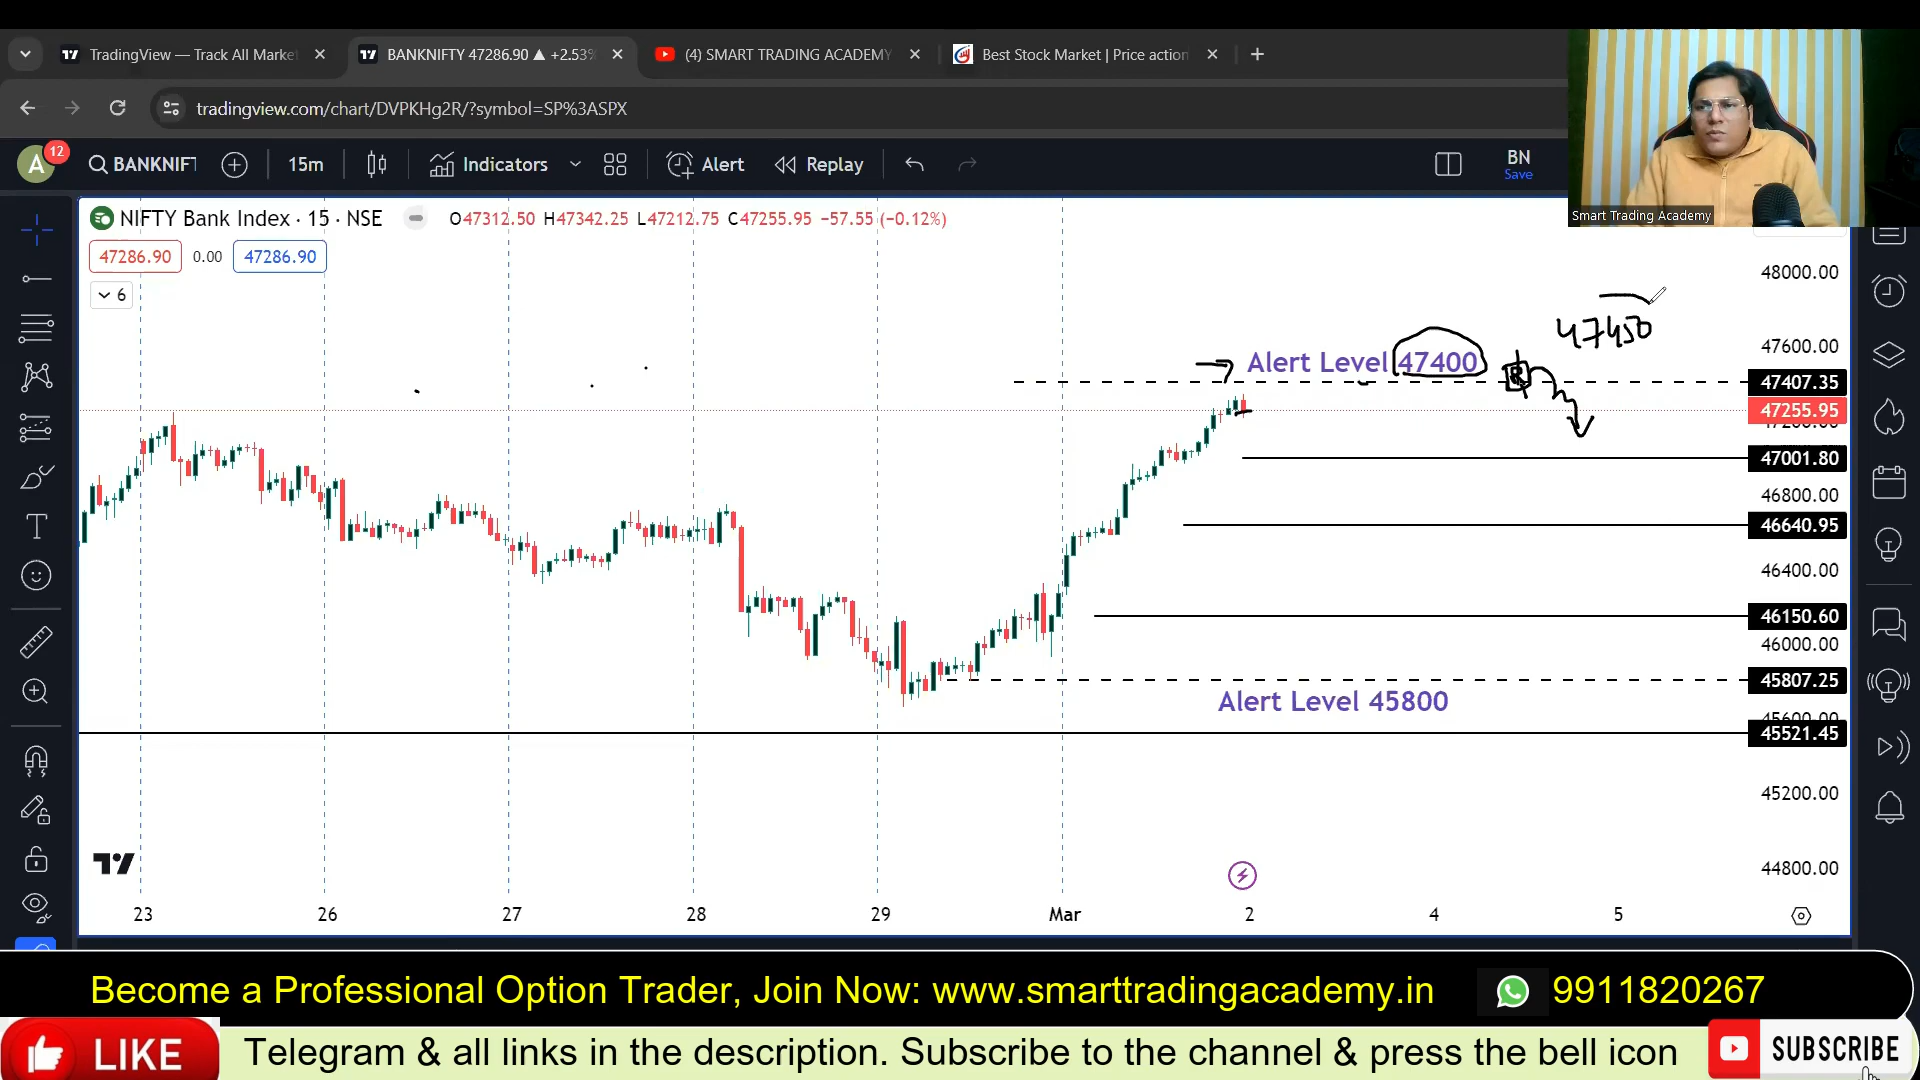 TradingView — Track All Market
BANKNIFTY 47286.90 ▲ +2.53%
(4) SMART TRADING ACADEMY
Best Stock Market | Price action
tradingview.com/chart/DVPKHg2R/?symbol=SP%3ASPX
A
12
BANKNIFT
15m
Indicators
Alert
Replay
BN
Save
Smart Trading Academy
NIFTY Bank Index · 15 · NSE
O47312.50 H47342.25 L47212.75 C47255.95 −57.55 (−0.12%)
47286.90
0.00
47286.90
6
48000.00
47450
47600.00
Alert Level 47400
R
47407.35
47255.95
47001.80
46800.00
46640.95
46400.00
46150.60
46000.00
45807.25
Alert Level 45800
45600.00
45521.45
45200.00
44800.00
23
26
27
28
29
Mar
2
4
5
Become a Professional Option Trader, Join Now: www.smarttradingacademy.in
9911820267
LIKE
Telegram & all links in the description. Subscribe to the channel & press the bell icon
SUBSCRIBE